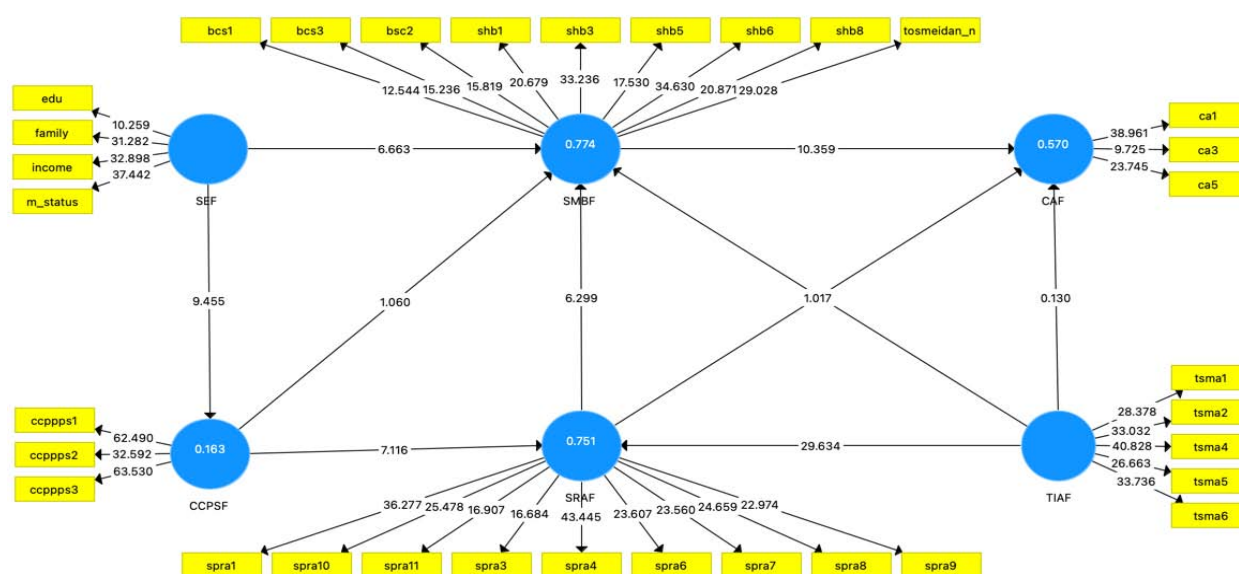 bcs1 bcs3 bsc2 shb1 shb3 shb5 shb6 shb8 tosmeidan_n
12.544 15.236 15.819 20.679 33.236 17.530 34.630 20.871 29.028
edu
family
income
m_status
10.259
31.282
32.898
37.442
SEF
6.663
0.774
SMBF
10.359
0.570
CAF
38.961
9.725
23.745
ca1
ca3
ca5
9.455
1.060
6.299
1.017
0.130
ccppps1
ccppps2
ccppps3
62.490
32.592
63.530
0.163
CCPSF
7.116
0.751
SRAF
29.634
TIAF
28.378
33.032
40.828
26.663
33.736
tsma1
tsma2
tsma4
tsma5
tsma6
36.277 25.478 16.907 16.684 43.445 23.607 23.560 24.659 22.974
spra1 spra10 spra11 spra3 spra4 spra6 spra7 spra8 spra9